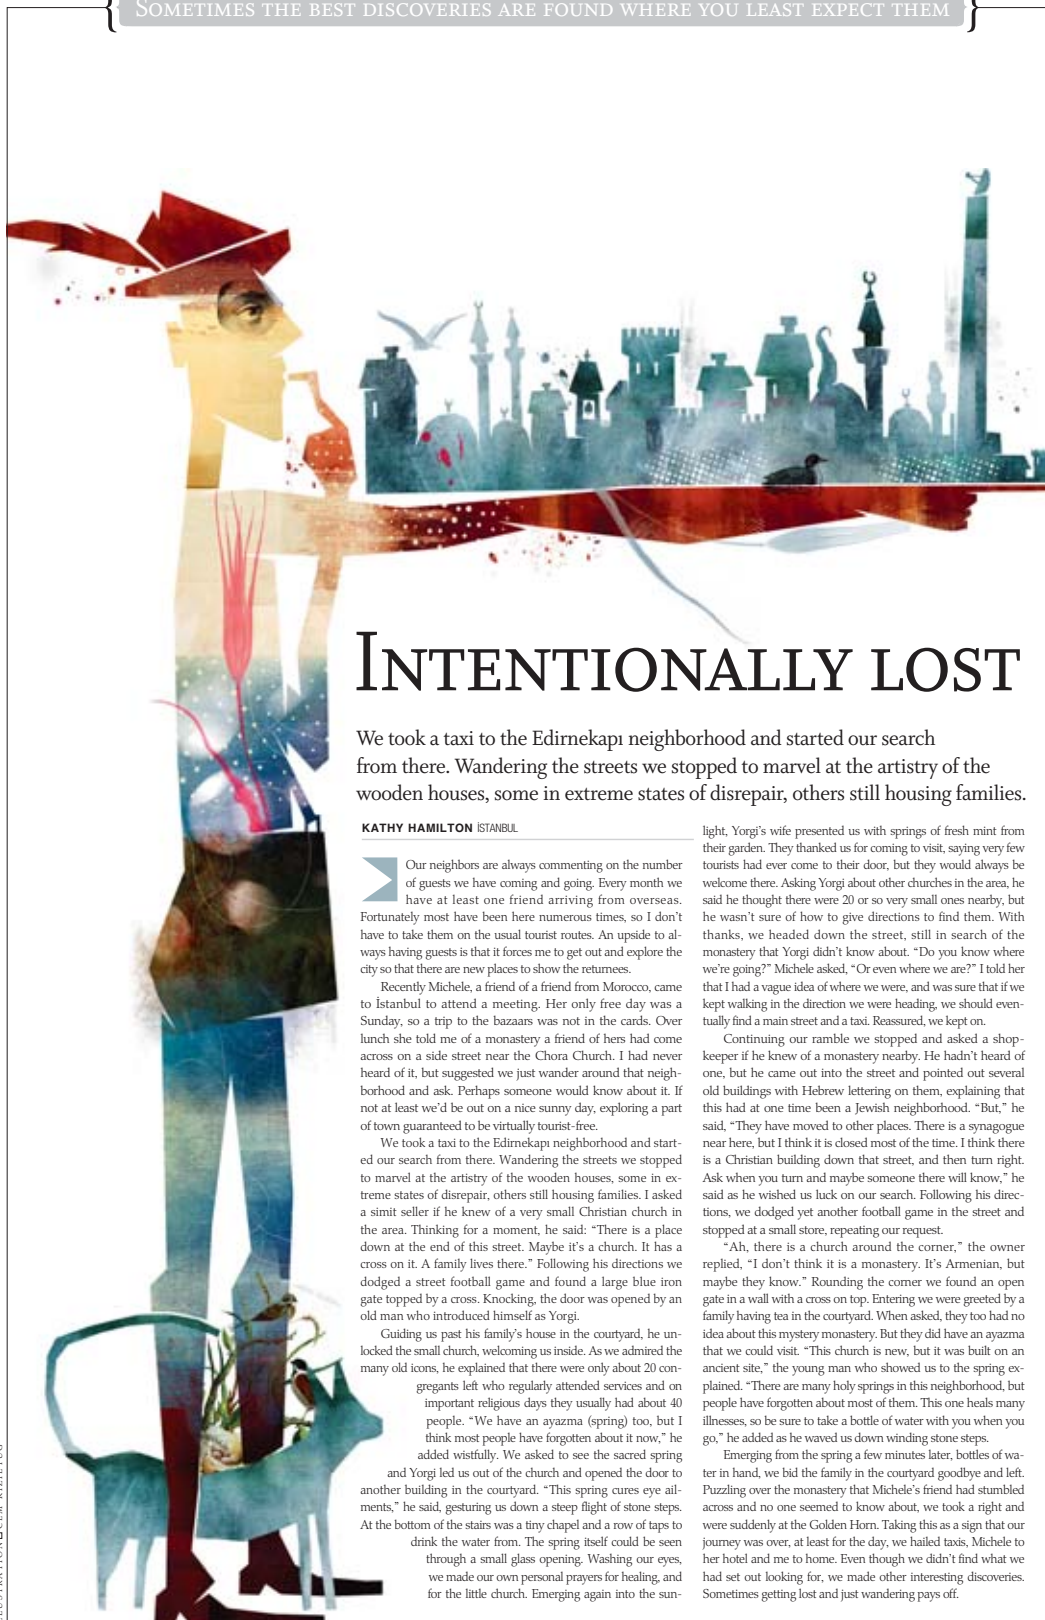 SOMETIMES THE BEST DISCOVERIES ARE FOUND WHERE YOU LEAST EXPECT THEM
INTENTIONALLY LOST
We took a taxi to the Edirnekapı neighborhood and started our search
from there. Wandering the streets we stopped to marvel at the artistry of the
wooden houses, some in extreme states of disrepair, others still housing families.
KATHY HAMILTON İSTANBUL
Our neighbors are always commenting on the number
of guests we have coming and going. Every month we
have at least one friend arriving from overseas.
Fortunately most have been here numerous times, so I don't
have to take them on the usual tourist routes. An upside to al-
ways having guests is that it forces me to get out and explore the
city so that there are new places to show the returnees.
Recently Michele, a friend of a friend from Morocco, came
to İstanbul to attend a meeting. Her only free day was a
Sunday, so a trip to the bazaars was not in the cards. Over
lunch she told me of a monastery a friend of hers had come
across on a side street near the Chora Church. I had never
heard of it, but suggested we just wander around that neigh-
borhood and ask. Perhaps someone would know about it. If
not at least we'd be out on a nice sunny day, exploring a part
of town guaranteed to be virtually tourist-free.
We took a taxi to the Edirnekapı neighborhood and start-
ed our search from there. Wandering the streets we stopped
to marvel at the artistry of the wooden houses, some in ex-
treme states of disrepair, others still housing families. I asked
a simit seller if he knew of a very small Christian church in
the area. Thinking for a moment, he said: "There is a place
down at the end of this street. Maybe it's a church. It has a
cross on it. A family lives there." Following his directions we
dodged a street football game and found a large blue iron
gate topped by a cross. Knocking, the door was opened by an
old man who introduced himself as Yorgi.
Guiding us past his family's house in the courtyard, he un-
locked the small church, welcoming us inside. As we admired the
many old icons, he explained that there were only about 20 con-
gregants left who regularly attended services and on
important religious days they usually had about 40
people. "We have an ayazma (spring) too, but I
think most people have forgotten about it now," he
added wistfully. We asked to see the sacred spring
and Yorgi led us out of the church and opened the door to
another building in the courtyard. "This spring cures eye ail-
ments," he said, gesturing us down a steep flight of stone steps.
At the bottom of the stairs was a tiny chapel and a row of taps to
drink the water from. The spring itself could be seen
through a small glass opening. Washing our eyes,
we made our own personal prayers for healing, and
for the little church. Emerging again into the sun-
light, Yorgi's wife presented us with springs of fresh mint from
their garden. They thanked us for coming to visit, saying very few
tourists had ever come to their door, but they would always be
welcome there. Asking Yorgi about other churches in the area, he
said he thought there were 20 or so very small ones nearby, but
he wasn't sure of how to give directions to find them. With
thanks, we headed down the street, still in search of the
monastery that Yorgi didn't know about. "Do you know where
we're going?" Michele asked, "Or even where we are?" I told her
that I had a vague idea of where we were, and was sure that if we
kept walking in the direction we were heading, we should even-
tually find a main street and a taxi. Reassured, we kept on.
Continuing our ramble we stopped and asked a shop-
keeper if he knew of a monastery nearby. He hadn't heard of
one, but he came out into the street and pointed out several
old buildings with Hebrew lettering on them, explaining that
this had at one time been a Jewish neighborhood. "But," he
said, "They have moved to other places. There is a synagogue
near here, but I think it is closed most of the time. I think there
is a Christian building down that street, and then turn right.
Ask when you turn and maybe someone there will know," he
said as he wished us luck on our search. Following his direc-
tions, we dodged yet another football game in the street and
stopped at a small store, repeating our request.
"Ah, there is a church around the corner," the owner
replied, "I don't think it is a monastery. It's Armenian, but
maybe they know." Rounding the corner we found an open
gate in a wall with a cross on top. Entering we were greeted by a
family having tea in the courtyard. When asked, they too had no
idea about this mystery monastery. But they did have an ayazma
that we could visit. "This church is new, but it was built on an
ancient site," the young man who showed us to the spring ex-
plained. "There are many holy springs in this neighborhood, but
people have forgotten about most of them. This one heals many
illnesses, so be sure to take a bottle of water with you when you
go," he added as he waved us down winding stone steps.
Emerging from the spring a few minutes later, bottles of wa-
ter in hand, we bid the family in the courtyard goodbye and left.
Puzzling over the monastery that Michele's friend had stumbled
across and no one seemed to know about, we took a right and
were suddenly at the Golden Horn. Taking this as a sign that our
journey was over, at least for the day, we hailed taxis, Michele to
her hotel and me to home. Even though we didn't find what we
had set out looking for, we made other interesting discoveries.
Sometimes getting lost and just wandering pays off.